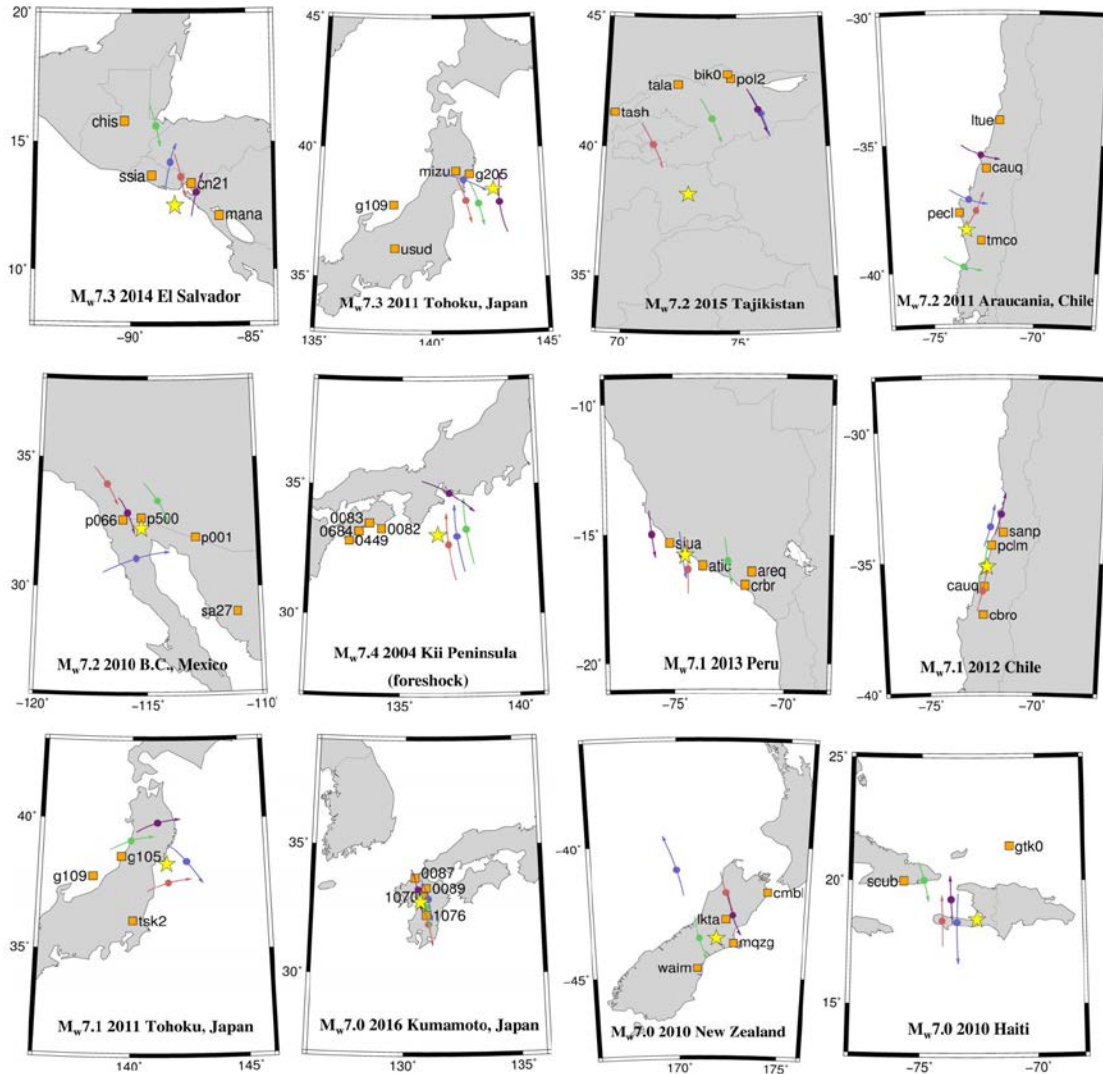 20˚
15˚
10˚
−90˚
−85˚
chis
ssia
cn21
mana
Mw7.3 2014 El Salvador
45˚
40˚
35˚
135˚
140˚
145˚
mizu
g205
g109
usud
Mw7.3 2011 Tohoku, Japan
45˚
40˚
35˚
70˚
75˚
bik0
pol2
tala
tash
Mw7.2 2015 Tajikistan
−30˚
−35˚
−40˚
−75˚
−70˚
ltue
cauq
pecl
tmco
Mw7.2 2011 Araucania, Chile
35˚
30˚
−120˚
−115˚
−110˚
p066
p500
p001
sa27
Mw7.2 2010 B.C., Mexico
35˚
30˚
135˚
140˚
0083
0684
0082
0449
Mw7.4 2004 Kii Peninsula
(foreshock)
−10˚
−15˚
−20˚
−75˚
−70˚
atic
areq
crbr
Mw7.1 2013 Peru
−30˚
−35˚
−40˚
−75˚
−70˚
sanp
pclm
cauq
cbro
Mw7.1 2012 Chile
40˚
35˚
140˚
145˚
g105
g109
tsk2
Mw7.1 2011 Tohoku, Japan
35˚
30˚
130˚
135˚
0087
0089
1070
1076
Mw7.0 2016 Kumamoto, Japan
−40˚
−45˚
170˚
175˚
cmbl
lkta
mqzg
waim
Mw7.0 2010 New Zealand
25˚
20˚
15˚
−75˚
−70˚
gtk0
scub
Mw7.0 2010 Haiti